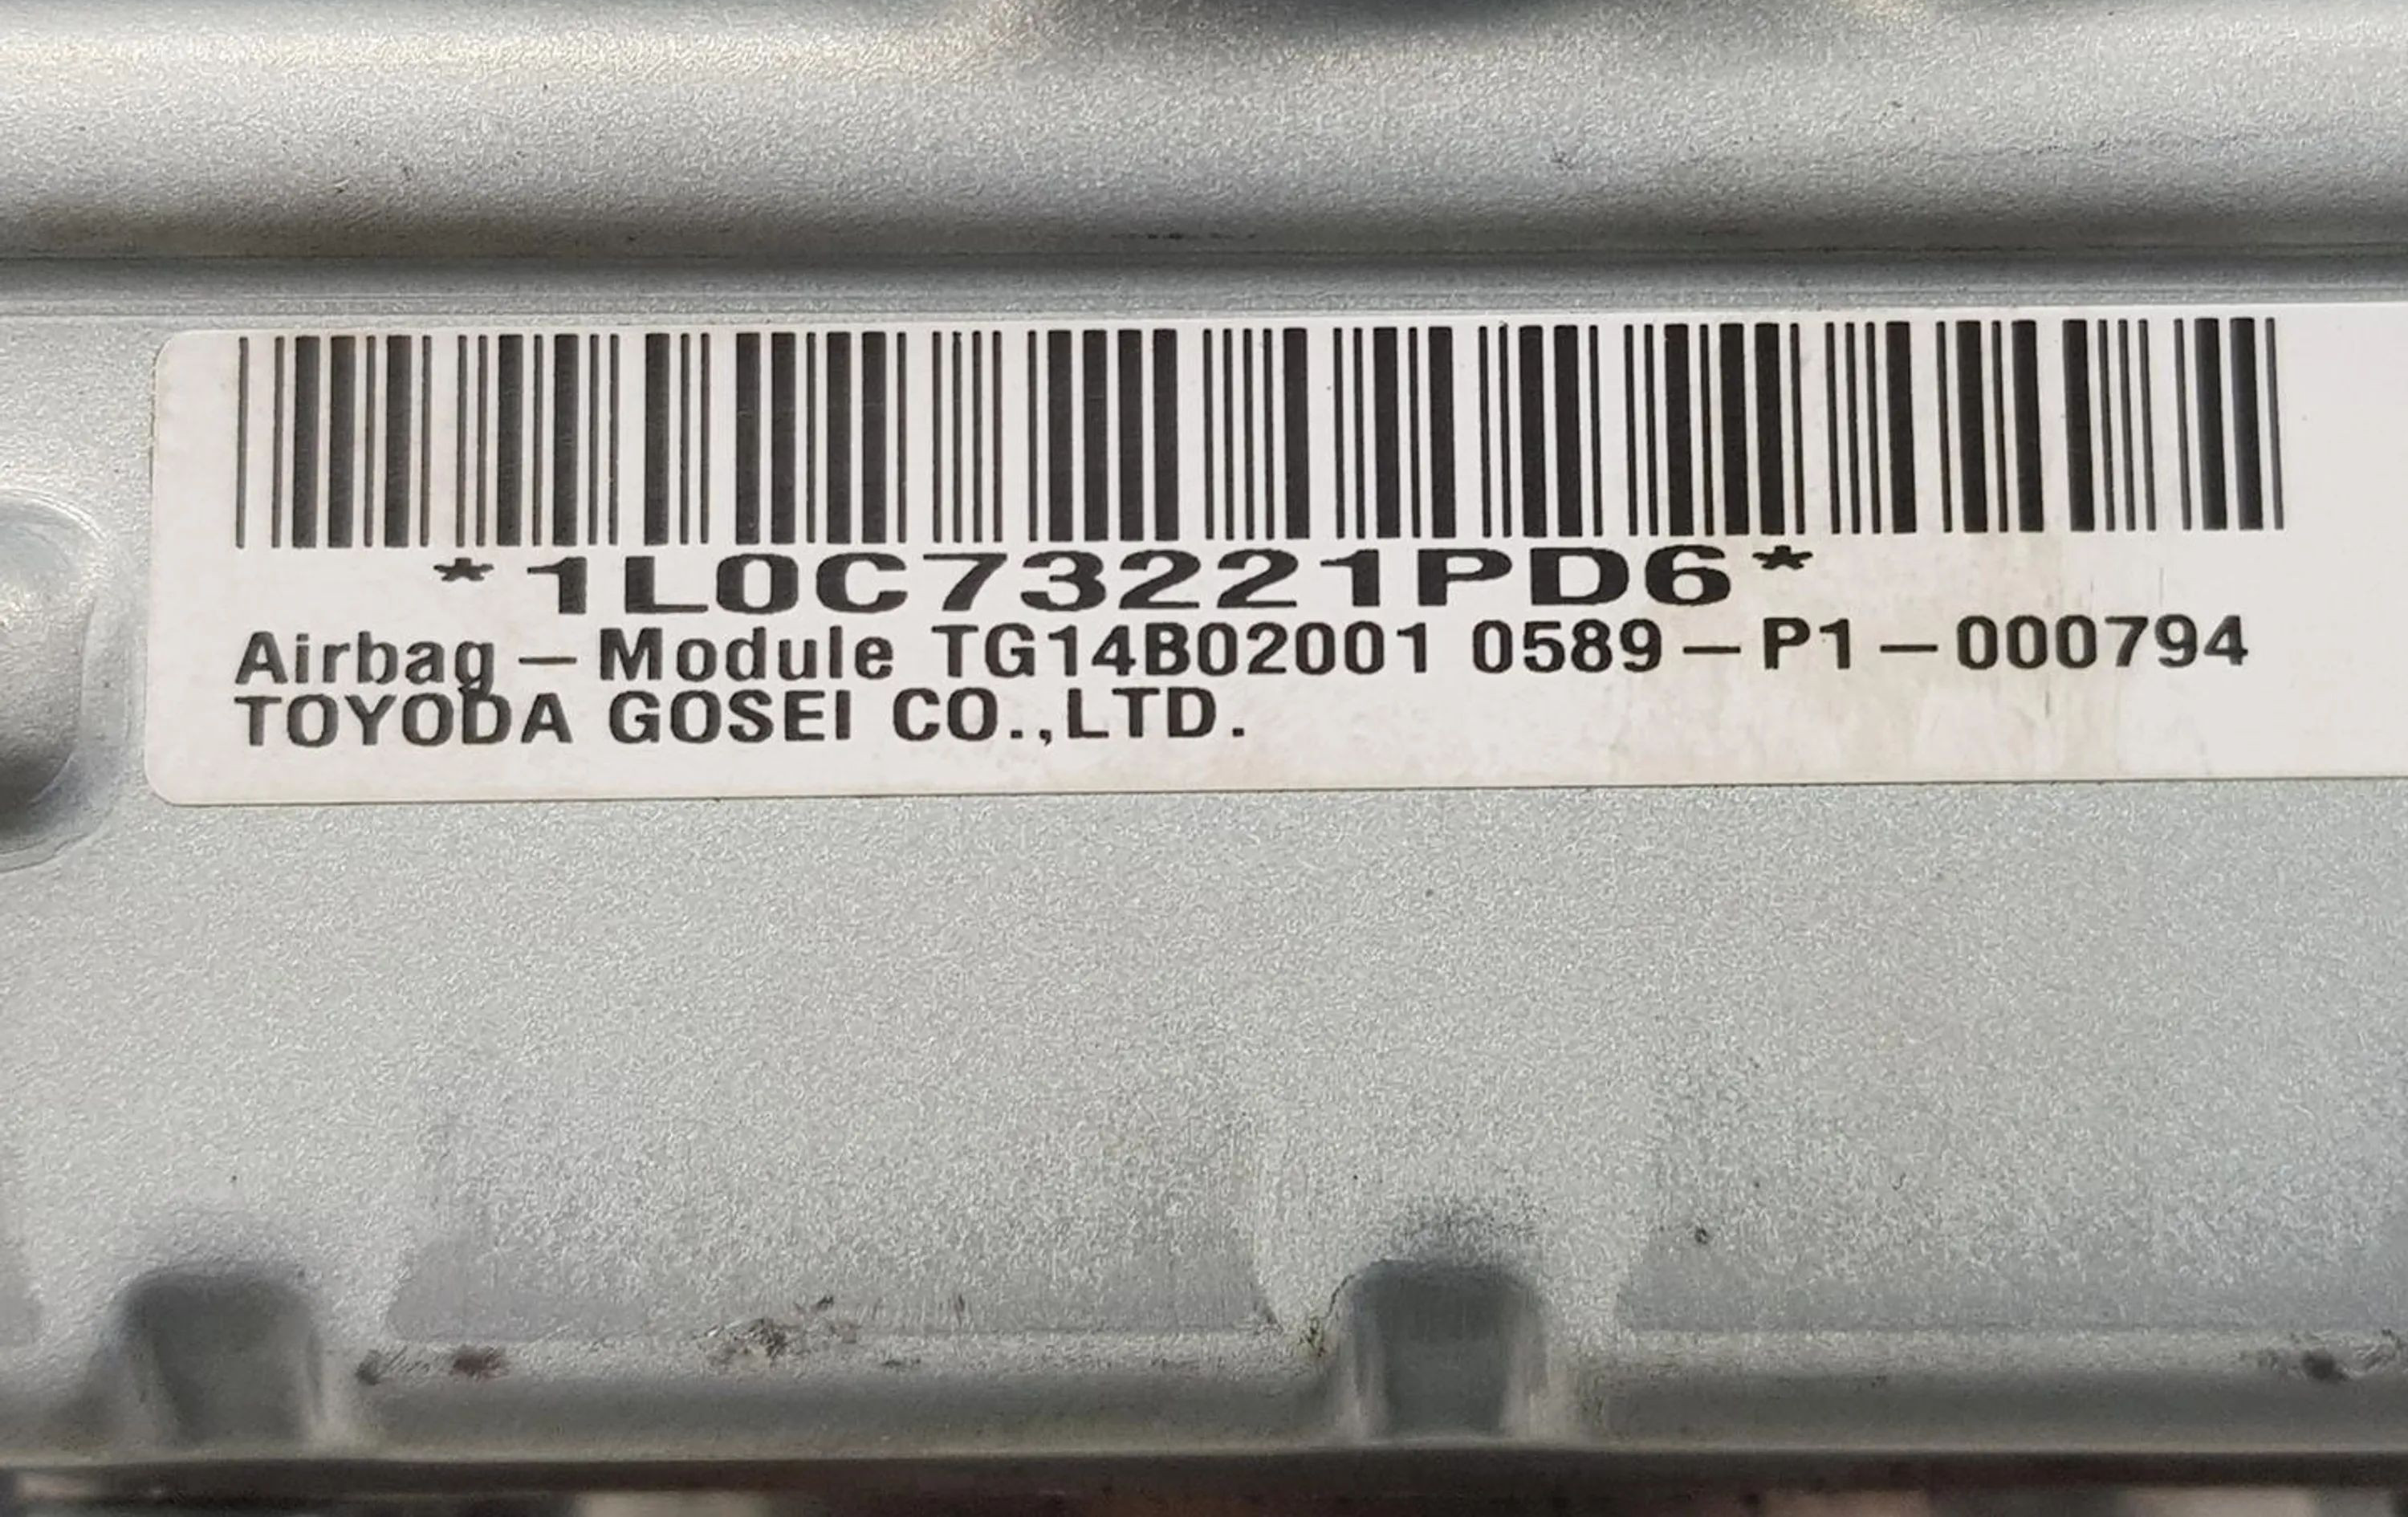 *1L0C73221PD6*
Airbag-Module TG14B02001 0589-P1-000794
TOYODA GOSEI CO.,LTD.